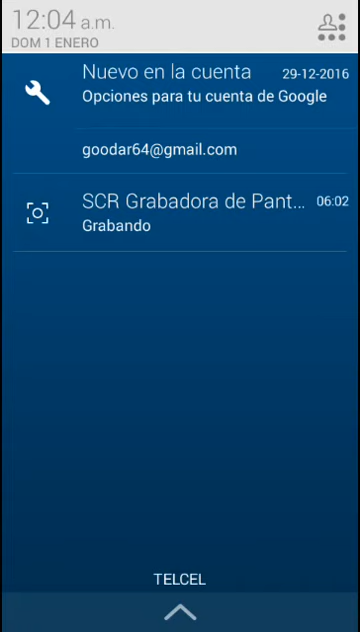 12:04 a.m.
DOM 1 ENERO
Nuevo en la cuenta 29-12-2016
Opciones para tu cuenta de Google
goodar64@gmail.com
SCR Grabadora de Pant... 06:02
Grabando
TELCEL